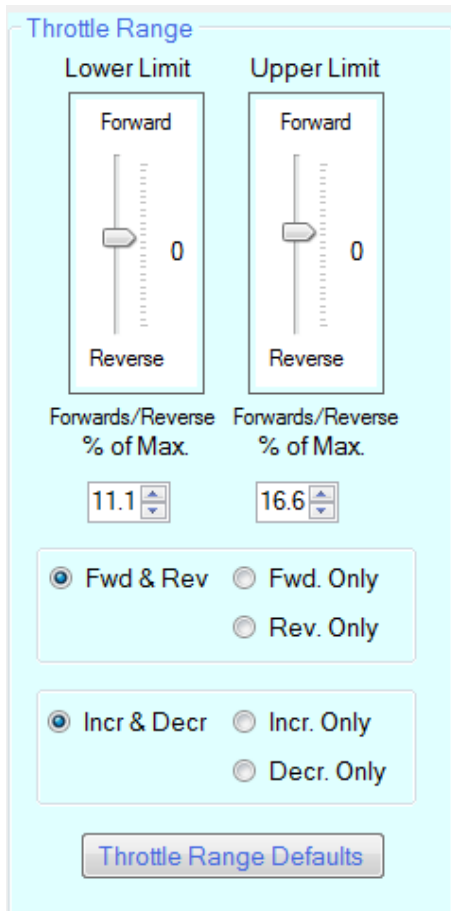 Throttle Range
Lower Limit Upper Limit
Forward Forward
0 0
Reverse Reverse
Forwards/Reverse Forwards/Reverse
% of Max. % of Max.
11.1 16.6
Fwd & Rev Fwd. Only
Rev. Only
Incr & Decr Incr. Only
Decr. Only
Throttle Range Defaults